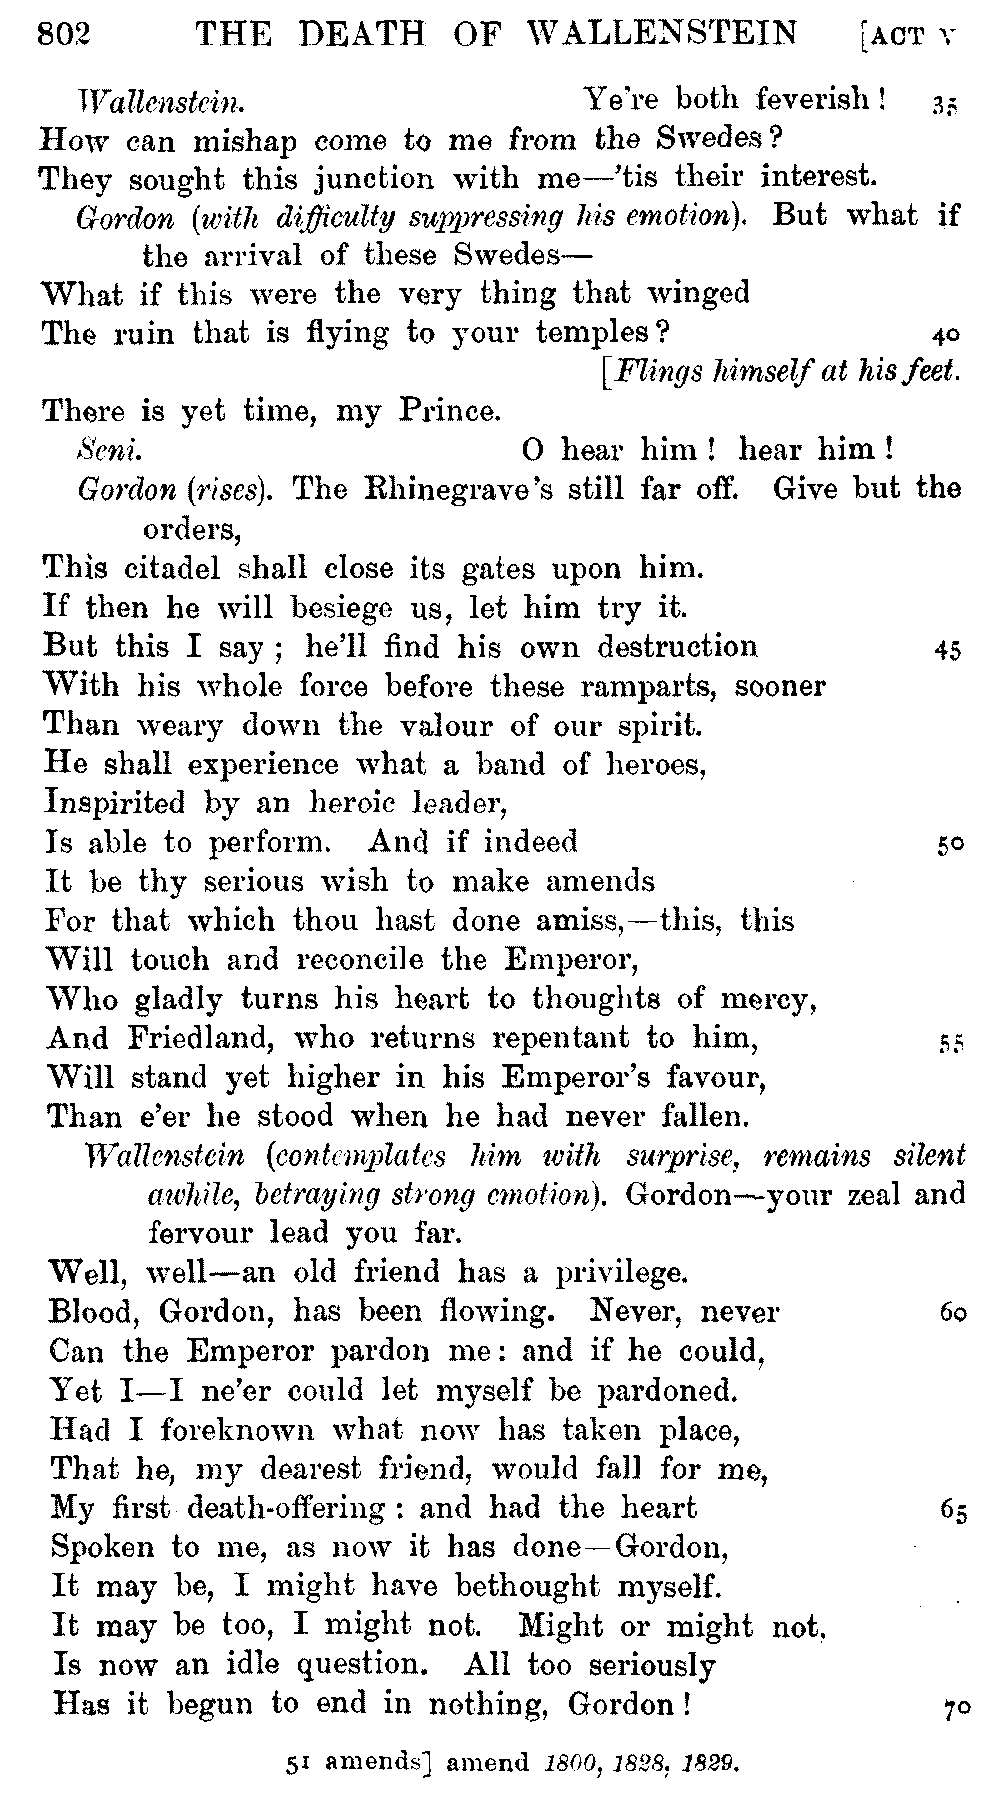 802 THE DEATH OF WALLENSTEIN [ACT V
Wallenstein. Ye're both feverish! 35
How can mishap come to me from the Swedes?
They sought this junction with me—'tis their interest.
Gordon (with difficulty suppressing his emotion). But what if
the arrival of these Swedes—
What if this were the very thing that winged
The ruin that is flying to your temples? 40
[Flings himself at his feet.
There is yet time, my Prince.
Seni. O hear him! hear him!
Gordon (rises). The Rhinegrave's still far off. Give but the
orders,
This citadel shall close its gates upon him.
If then he will besiege us, let him try it.
But this I say; he'll find his own destruction 45
With his whole force before these ramparts, sooner
Than weary down the valour of our spirit.
He shall experience what a band of heroes,
Inspirited by an heroic leader,
Is able to perform. And if indeed 50
It be thy serious wish to make amends
For that which thou hast done amiss,—this, this
Will touch and reconcile the Emperor,
Who gladly turns his heart to thoughts of mercy,
And Friedland, who returns repentant to him, 55
Will stand yet higher in his Emperor's favour,
Than e'er he stood when he had never fallen.
Wallenstein (contemplates him with surprise, remains silent
awhile, betraying strong emotion). Gordon—your zeal and
fervour lead you far.
Well, well—an old friend has a privilege.
Blood, Gordon, has been flowing. Never, never 60
Can the Emperor pardon me: and if he could,
Yet I—I ne'er could let myself be pardoned.
Had I foreknown what now has taken place,
That he, my dearest friend, would fall for me,
My first death-offering: and had the heart 65
Spoken to me, as now it has done—Gordon,
It may be, I might have bethought myself.
It may be too, I might not. Might or might not,
Is now an idle question. All too seriously
Has it begun to end in nothing, Gordon! 70
51 amends] amend 1800, 1828, 1829.